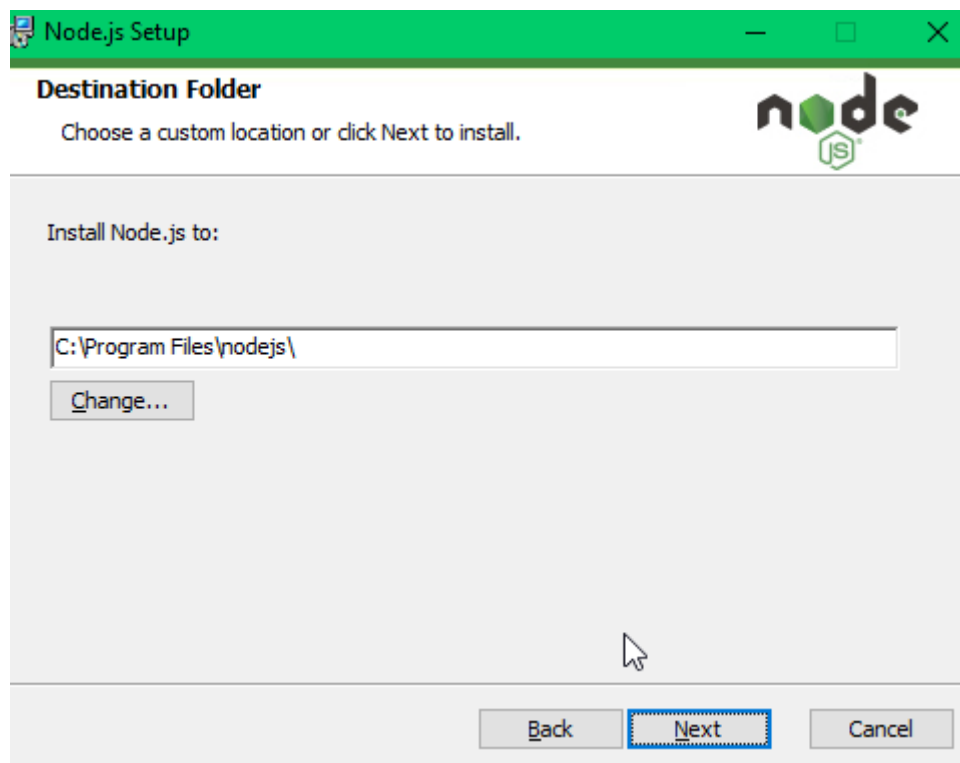 Node.js Setup
Destination Folder
Choose a custom location or click Next to install.
node
JS
Install Node.js to:
C:\Program Files\nodejs\
Change...
Back
Next
Cancel